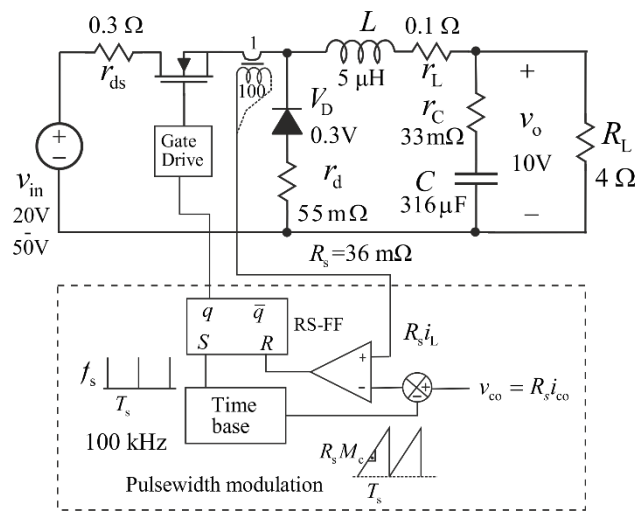 0.3 Ω
r_ds
1
100
L
5 µH
0.1 Ω
r_L
+
r_C
33mΩ
v_o
10V
R_L
4 Ω
V_D
0.3V
Gate
Drive
+
−
v_in
20V
-
50V
r_d
55mΩ
C
316µF
−
R_s=36 mΩ
q
q̄
S
R
RS-FF
+
−
R_s i_L
+
−
v_co = R_s i_co
f_s
T_s
100 kHz
Time
base
R_s M_c
T_s
Pulsewidth modulation